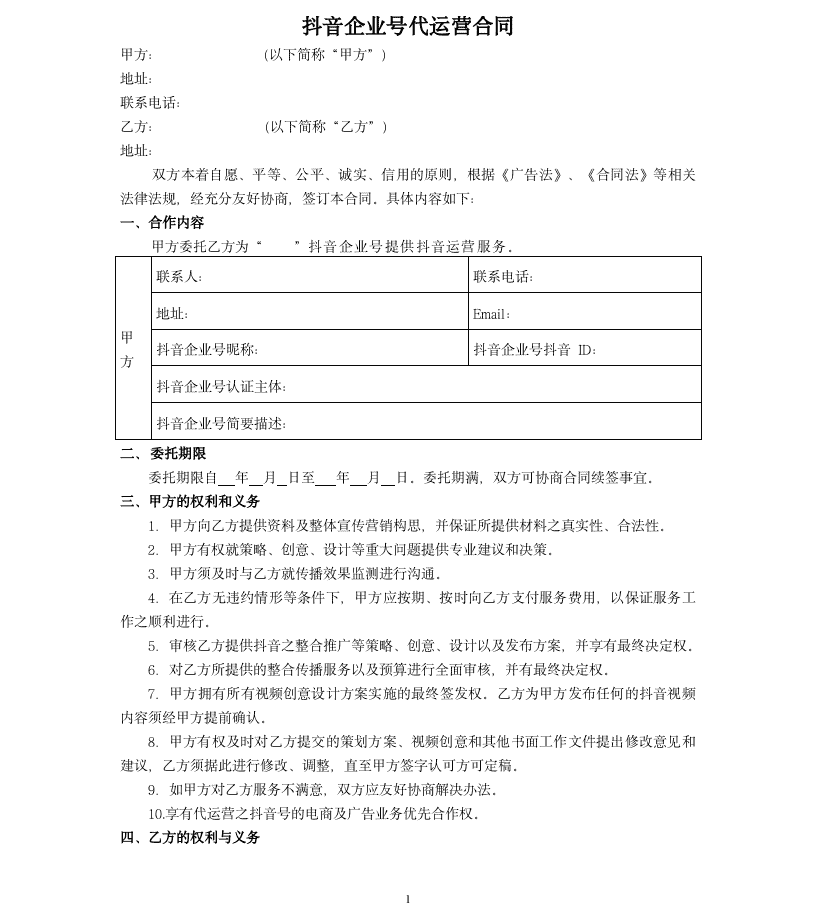 抖音企业号代运营合同
甲方： （以下简称“甲方”）
地址：
联系电话：
乙方： （以下简称“乙方”）
地址：
双方本着自愿、平等、公平、诚实、信用的原则，根据《广告法》、《合同法》等相关
法律法规，经充分友好协商，签订本合同。具体内容如下：
一、合作内容
甲方委托乙方为“ ”抖音企业号提供抖音运营服务。
联系人： 联系电话：
地址： Email：
甲方
抖音企业号昵称： 抖音企业号抖音 ID：
抖音企业号认证主体：
抖音企业号简要描述：
二、委托期限
委托期限自__年__月_日至__年__月__日。委托期满，双方可协商合同续签事宜。
三、甲方的权利和义务
1. 甲方向乙方提供资料及整体宣传营销构思，并保证所提供材料之真实性、合法性。
2. 甲方有权就策略、创意、设计等重大问题提供专业建议和决策。
3. 甲方须及时与乙方就传播效果监测进行沟通。
4. 在乙方无违约情形等条件下，甲方应按期、按时向乙方支付服务费用，以保证服务工
作之顺利进行。
5. 审核乙方提供抖音之整合推广等策略、创意、设计以及发布方案，并享有最终决定权。
6. 对乙方所提供的整合传播服务以及预算进行全面审核，并有最终决定权。
7. 甲方拥有所有视频创意设计方案实施的最终签发权。乙方为甲方发布任何的抖音视频
内容须经甲方提前确认。
8. 甲方有权及时对乙方提交的策划方案、视频创意和其他书面工作文件提出修改意见和
建议，乙方须据此进行修改、调整，直至甲方签字认可方可定稿。
9. 如甲方对乙方服务不满意，双方应友好协商解决办法。
10.享有代运营之抖音号的电商及广告业务优先合作权。
四、乙方的权利与义务
1